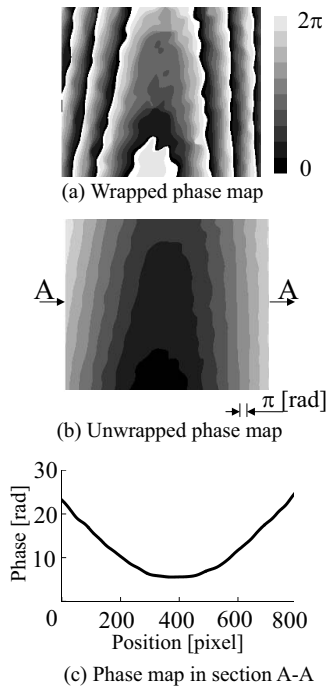 2π
0
(a) Wrapped phase map
A A
π [rad]
(b) Unwrapped phase map
30
20
10
Phase [rad]
0 200 400 600 800
Position [pixel]
(c) Phase map in section A-A